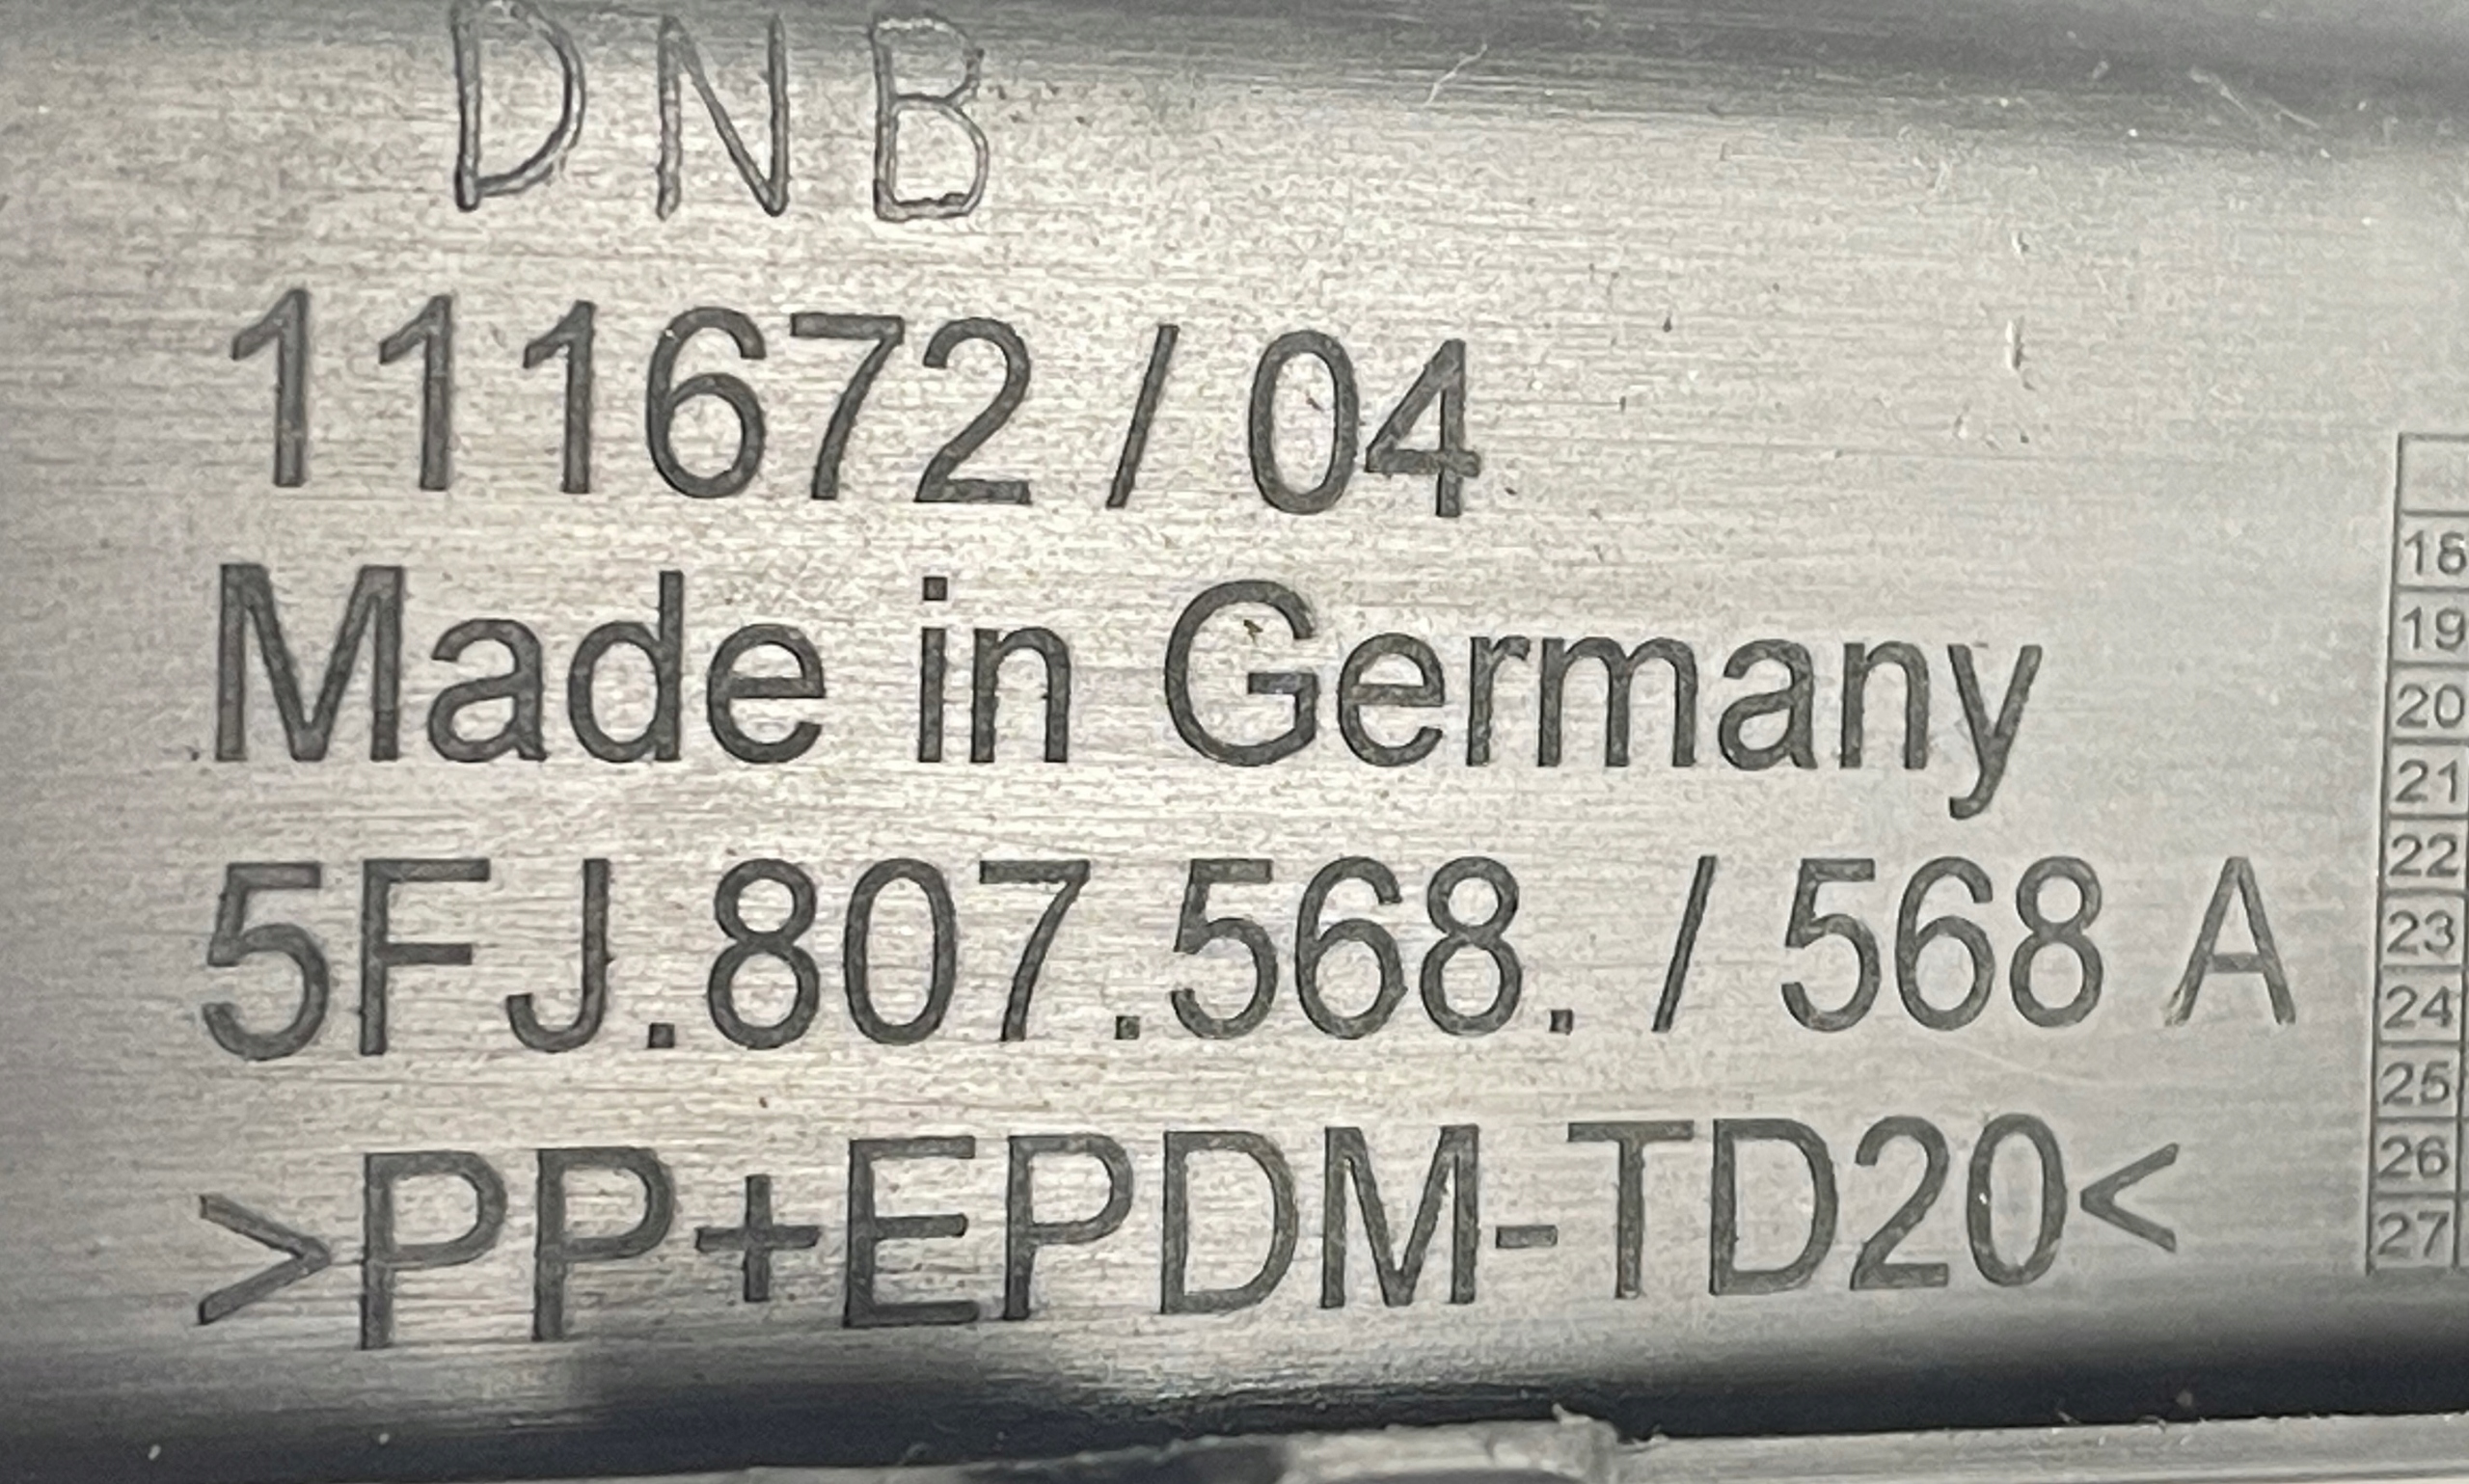 DNB
111672 / 04
Made in Germany
5FJ.807.568. / 568 A
>PP+EPDM-TD20<
18
19
20
21
22
23
24
25
26
27